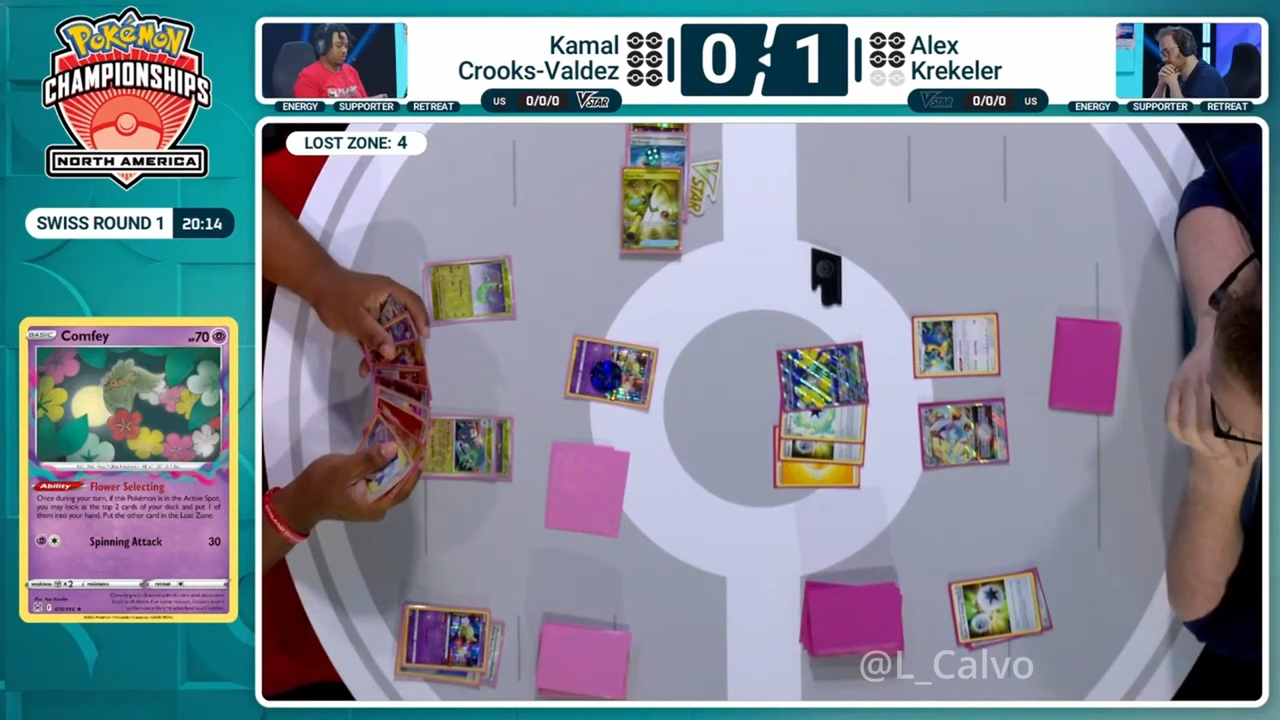 POKÉMON
CHAMPIONSHIPS
NORTH AMERICA
SWISS ROUND 1 20:14
Kamal
Crooks-Valdez
0 1
Alex
Krekeler
ENERGY SUPPORTER RETREAT
US 0/0/0 VSTAR
VSTAR 0/0/0 US
ENERGY SUPPORTER RETREAT
LOST ZONE: 4
VSTAR
BASIC Comfey HP70
Ability Flower Selecting
Once during your turn, if this Pokémon is in the Active Spot,
you may look at the top 2 cards of your deck and put 1 of
them into your hand. Put the other card in the Lost Zone.
Spinning Attack 30
weakness ×2 resistance retreat
@L_Calvo